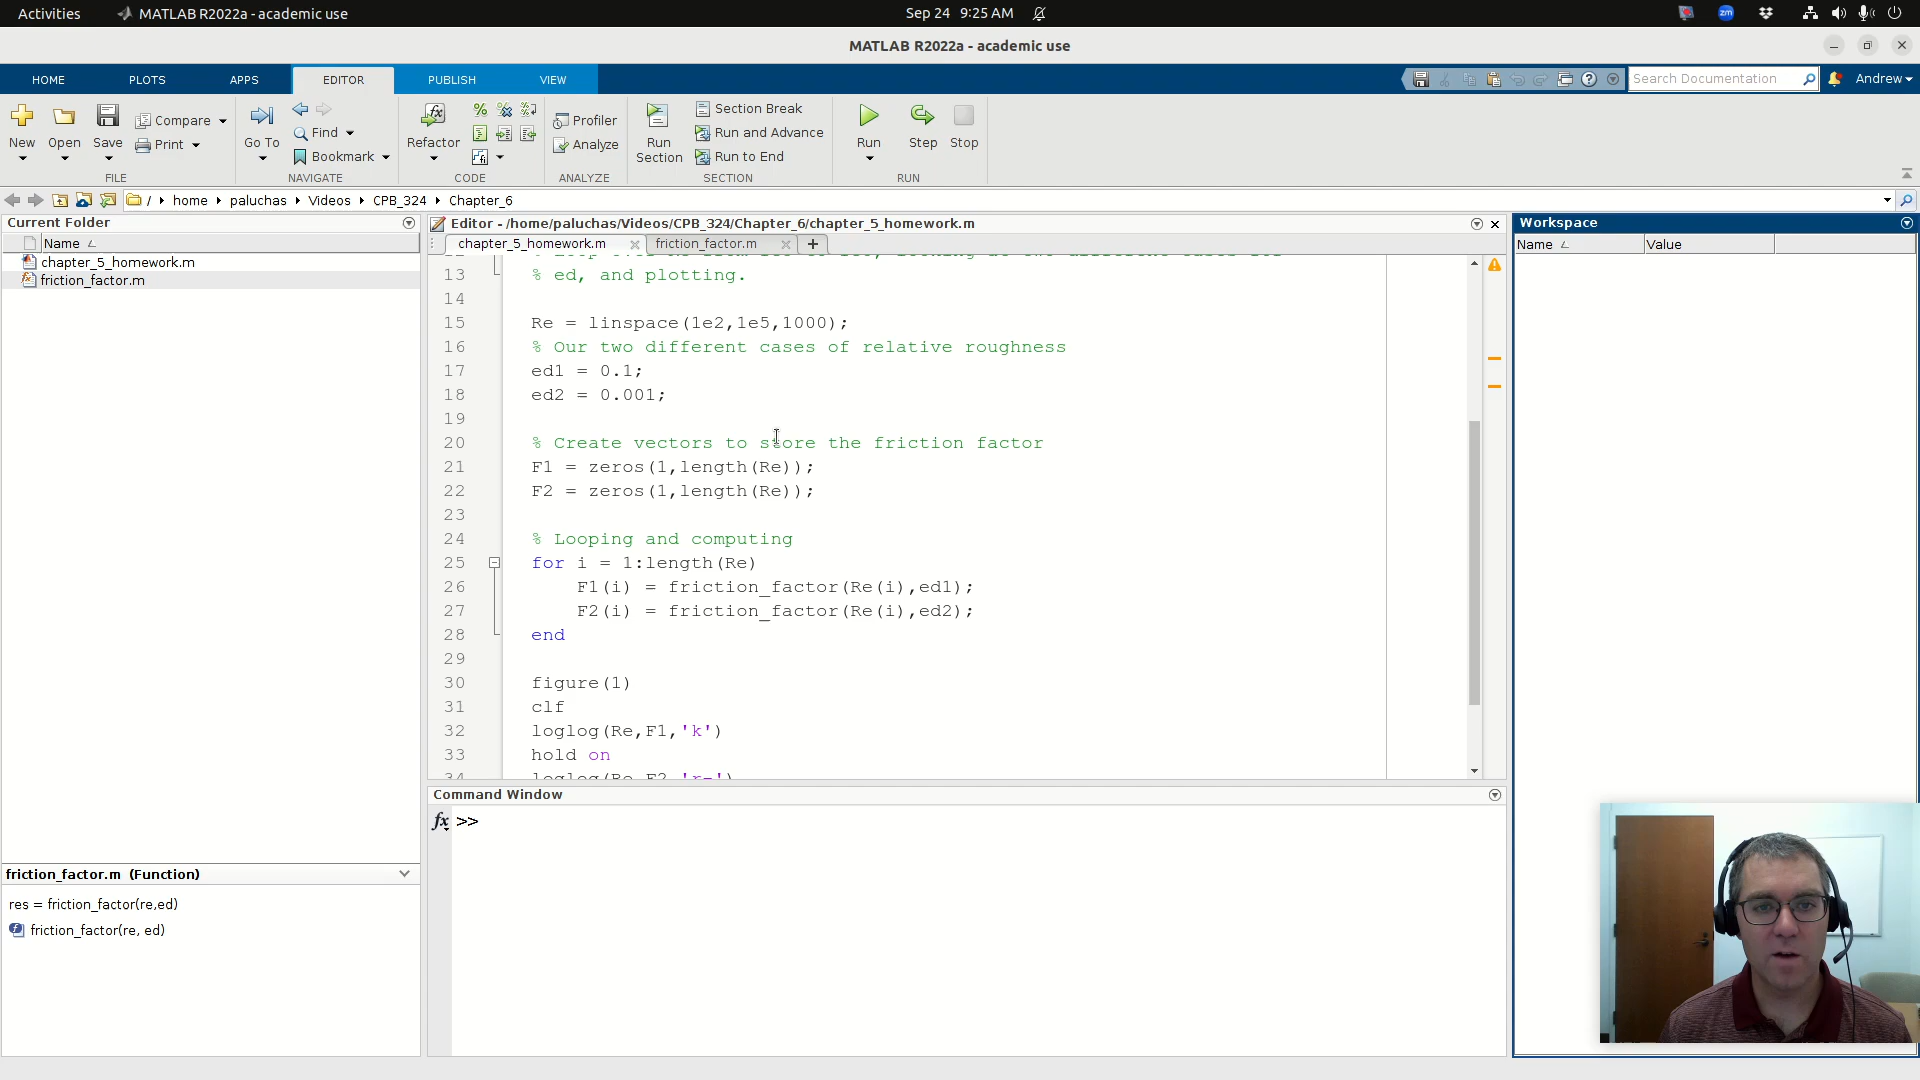 Activities
MATLAB R2022a - academic use
Sep 24 9:25 AM
zm
MATLAB R2022a - academic use
HOME
PLOTS
APPS
EDITOR
PUBLISH
VIEW
Search Documentation
Andrew
New
Open
Save
Compare
Print
FILE
Go To
Find
Bookmark
NAVIGATE
Refactor
CODE
Profiler
Analyze
ANALYZE
Run Section
Section Break
Run and Advance
Run to End
SECTION
Run
Step
Stop
RUN
/ home paluchas Videos CPB_324 Chapter_6
Current Folder
Name
chapter_5_homework.m
friction_factor.m
friction_factor.m (Function)
res = friction_factor(re,ed)
friction_factor(re, ed)
Editor - /home/paluchas/Videos/CPB_324/Chapter_6/chapter_5_homework.m
chapter_5_homework.m
friction_factor.m
13 % ed, and plotting.
14
15 Re = linspace(1e2,1e5,1000);
16 % Our two different cases of relative roughness
17 ed1 = 0.1;
18 ed2 = 0.001;
19
20 % Create vectors to store the friction factor
21 F1 = zeros(1,length(Re));
22 F2 = zeros(1,length(Re));
23
24 % Looping and computing
25 for i = 1:length(Re)
26 F1(i) = friction_factor(Re(i),ed1);
27 F2(i) = friction_factor(Re(i),ed2);
28 end
29
30 figure(1)
31 clf
32 loglog(Re,F1,'k')
33 hold on
34 loglog(Re,F2,'r-')
Command Window
fx >>
Workspace
Name
Value